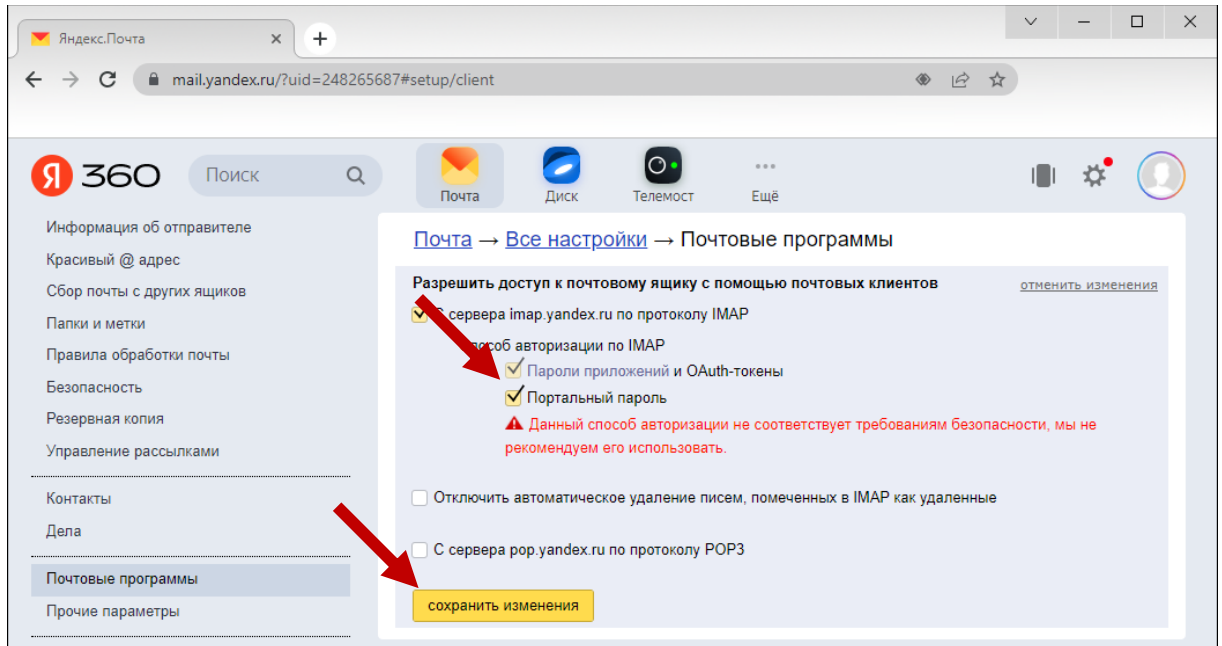 Яндекс.Почта
mail.yandex.ru/?uid=248265687#setup/client
Я 360
Поиск
Почта
Диск
Телемост
Ещё
Информация об отправителе
Красивый @ адрес
Сбор почты с других ящиков
Папки и метки
Правила обработки почты
Безопасность
Резервная копия
Управление рассылками
Контакты
Дела
Почтовые программы
Прочие параметры
Почта → Все настройки → Почтовые программы
Разрешить доступ к почтовому ящику с помощью почтовых клиентов
отменить изменения
С сервера imap.yandex.ru по протоколу IMAP
авторизации по IMAP
Пароли приложений и OAuth-токены
Портальный пароль
Данный способ авторизации не соответствует требованиям безопасности, мы не
рекомендуем его использовать.
Отключить автоматическое удаление писем, помеченных в IMAP как удаленные
С сервера pop.yandex.ru по протоколу POP3
сохранить изменения